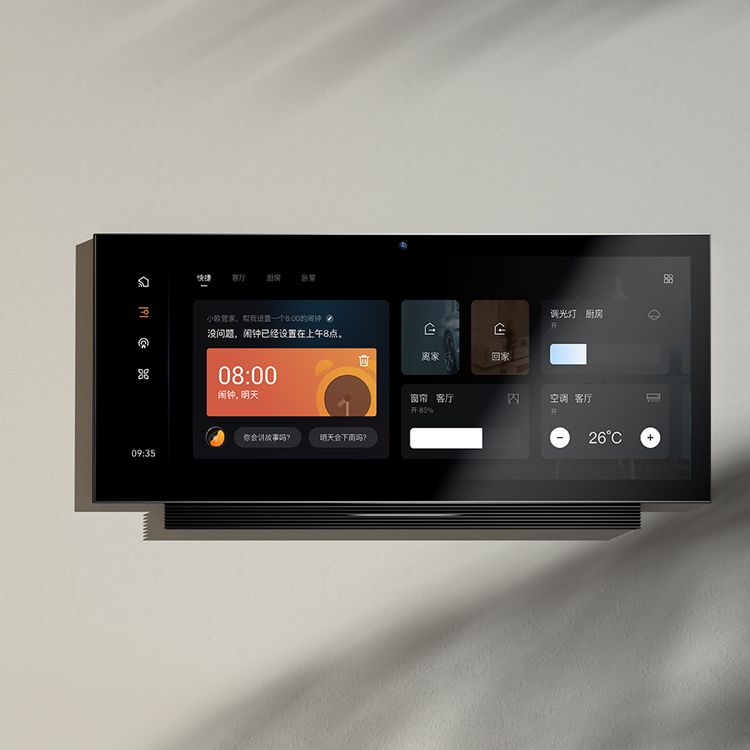 快捷 客厅 厨房 卧室
小欧管家，帮我设置一个8:00的闹钟
没问题，闹钟已经设置在上午8点。
08:00
闹钟, 明天
你会讲故事吗?
明天会下雨吗?
离家
回家
调光灯 厨房
开
窗帘 客厅
开 85%
空调 客厅
开
26°C
09:35